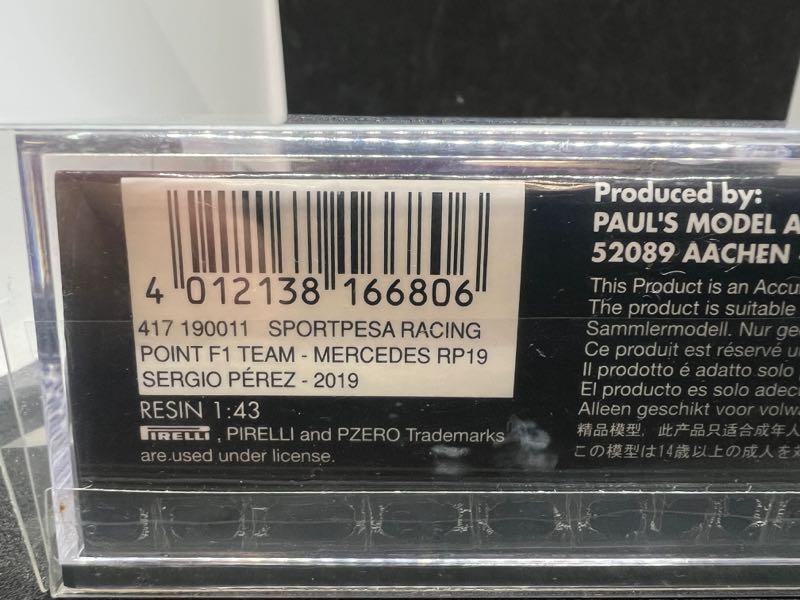 4 012138 166806
417 190011 SPORTPESA RACING
POINT F1 TEAM - MERCEDES RP19
SERGIO PÉREZ - 2019
RESIN 1:43
PIRELLI, PIRELLI and PZERO Trademarks
are.used under license.
Produced by:
PAUL'S MODEL A
52089 AACHEN -
This Product is an Accu
The product is suitable
Sammlermodell. Nur ge
Ce produit est réservé u
Il prodotto é adatto solo
El producto es solo adec
Alleen geschikt voor volw
精品模型，此产品只适合成年人
この模型は14歳以上の成人を対